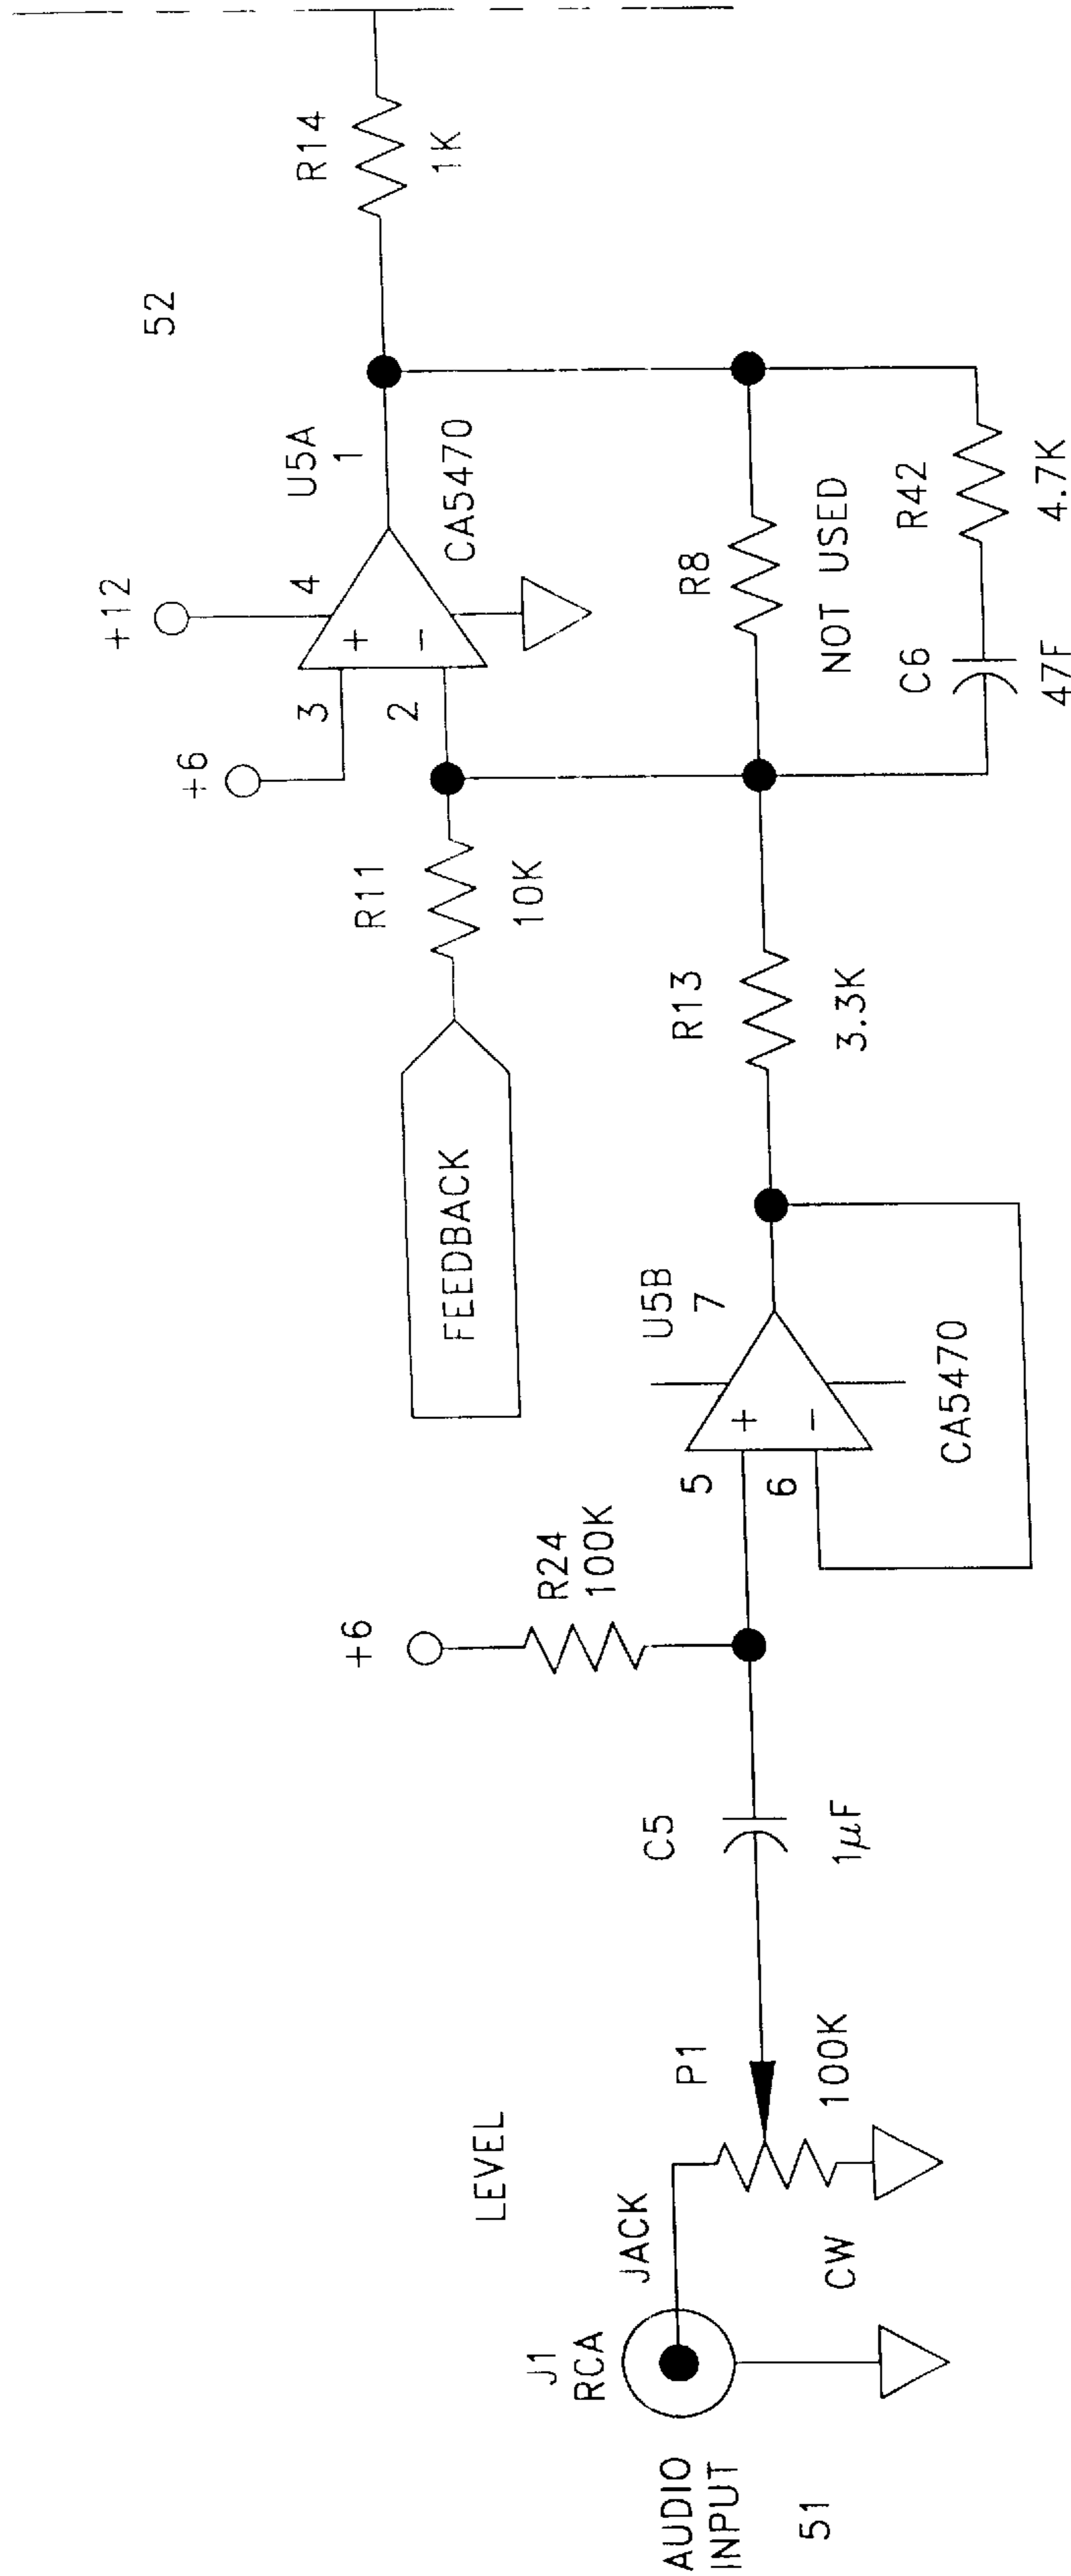 AUDIO
INPUT
51
J1
RCA
JACK
LEVEL
P1
100K
CW
C5
1μF
+6
R24
100K
5
6
+
-
U5B
7
CA5470
FEEDBACK
R11
10K
R13
3.3K
+6
+12
3
2
4
+
-
U5A
1
CA5470
R8
NOT USED
C6
47F
R42
4.7K
52
R14
1K